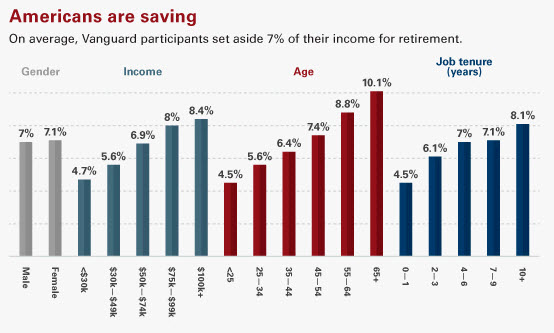 Americans are saving
On average, Vanguard participants set aside 7% of their income for retirement.
Gender
Income
Age
Job tenure
(years)
7%
7.1%
4.7%
5.6%
6.9%
8%
8.4%
4.5%
5.6%
6.4%
7.4%
8.8%
10.1%
4.5%
6.1%
7%
7.1%
8.1%
Male
Female
<$30k
$30k—$49k
$50k—$74k
$75k—$99k
$100k+
<25
25—34
35—44
45—54
55—64
65+
0—1
2—3
4—6
7—9
10+